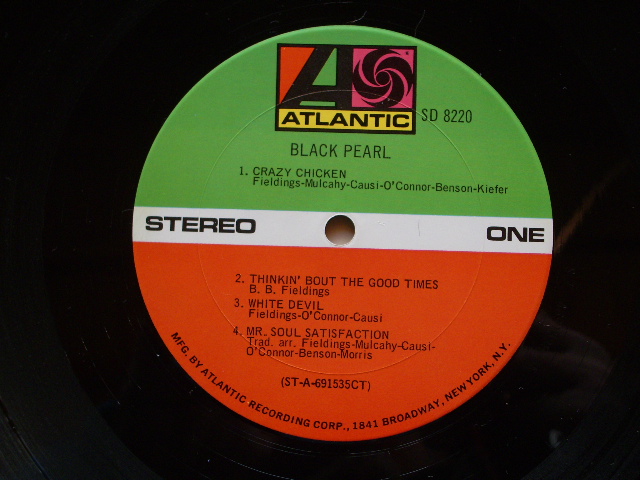 A
ATLANTIC
SD 8220
BLACK PEARL
1. CRAZY CHICKEN
Fieldings-Mulcahy-Causi-O'Connor-Benson-Kiefer
STEREO
ONE
2. THINKIN' BOUT THE GOOD TIMES
B. B. Fieldings
3. WHITE DEVIL
Fieldings-O'Connor-Causi
4. MR. SOUL SATISFACTION
Trad. arr. Fieldings-Mulcahy-Causi-
O'Connor-Benson-Morris
(ST-A-691535CT)
MFG. BY ATLANTIC RECORDING CORP., 1841 BROADWAY, NEW YORK, N.Y.